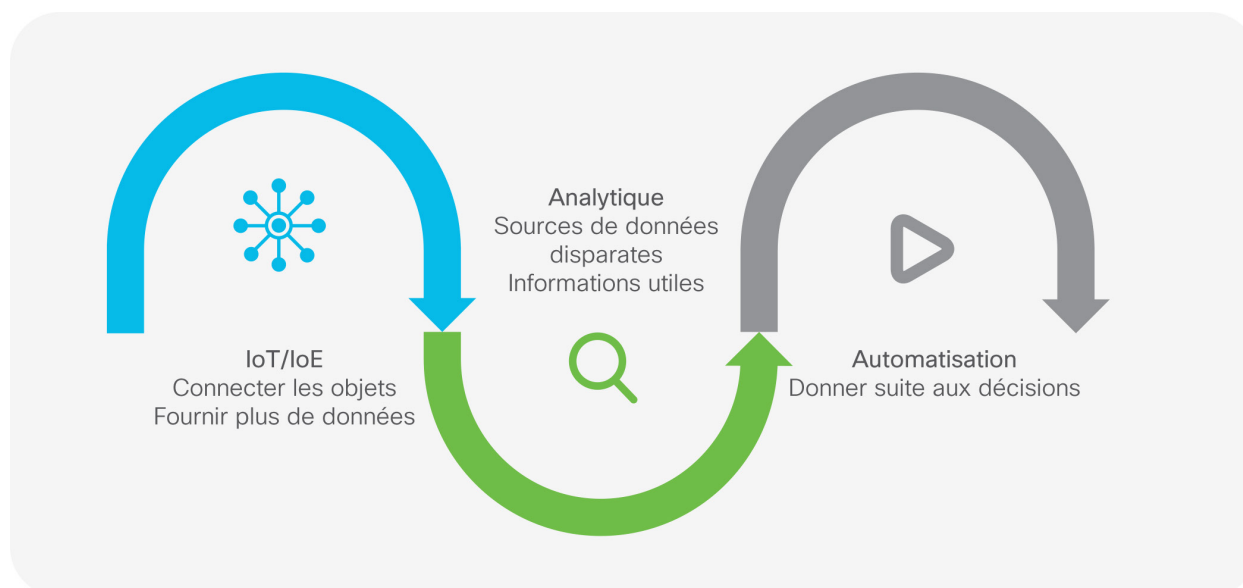 IoT/IoE
Connecter les objets
Fournir plus de données
Analytique
Sources de données
disparates
Informations utiles
Automatisation
Donner suite aux décisions